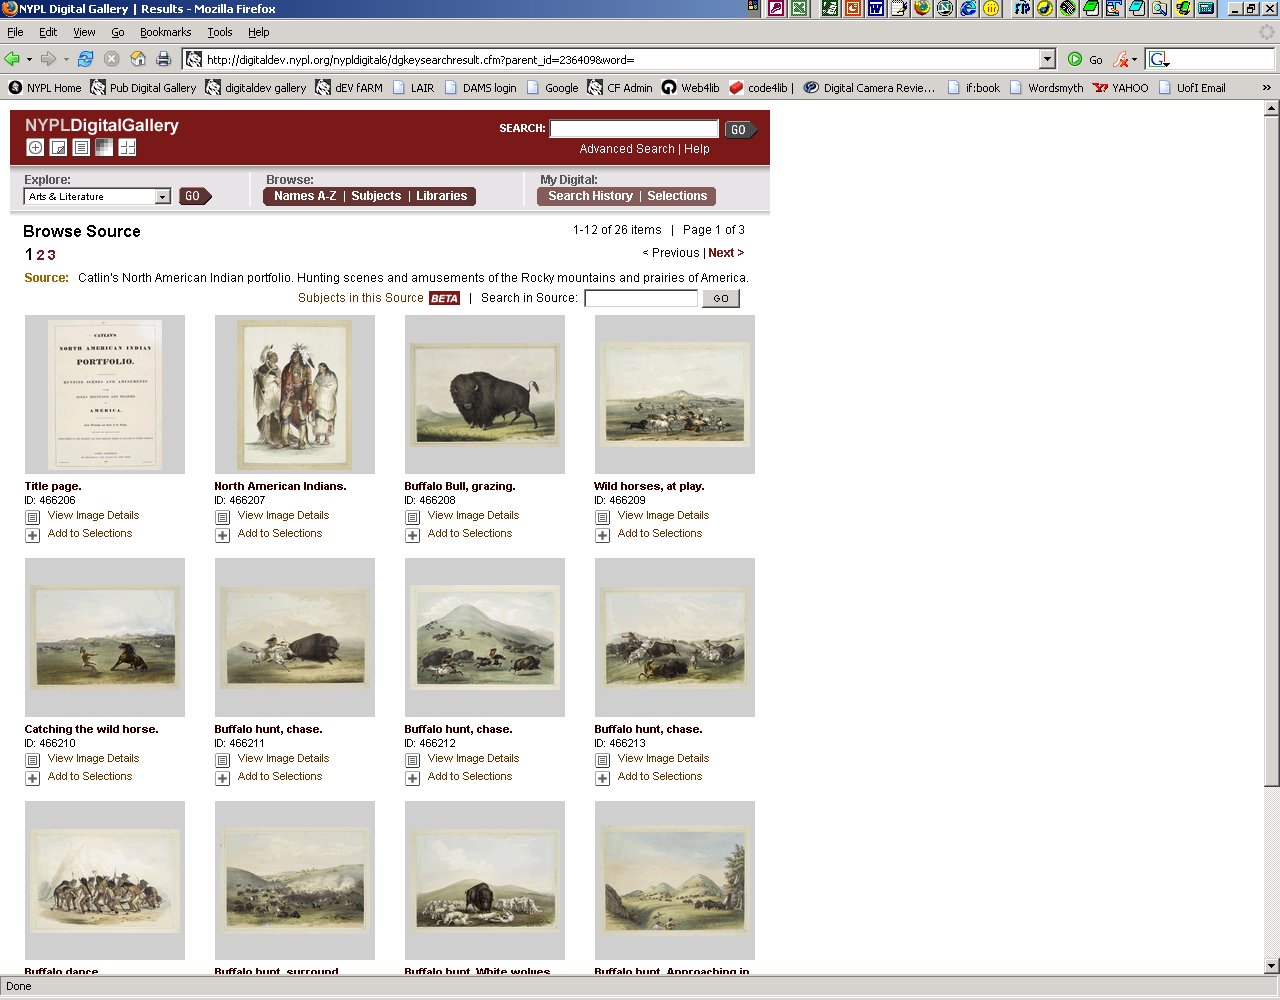 NYPL Digital Gallery | Results - Mozilla Firefox
File Edit View Go Bookmarks Tools Help
http://digitaldev.nypl.org/nypldigital6/dgkeysearchresult.cfm?parent_id=236409&word=
Go
NYPL Home Pub Digital Gallery digitaldev gallery dEV fARM LAIR DAMS login Google CF Admin Web4lib code4lib | Digital Camera Revie... if:book Wordsmyth YAHOO UofI Email »
NYPLDigitalGallery
SEARCH: GO
Advanced Search | Help
Explore: Browse: My Digital:
Arts & Literature GO Names A-Z | Subjects | Libraries Search History | Selections
Browse Source 1-12 of 26 items | Page 1 of 3
1 2 3 < Previous | Next >
Source: Catlin's North American Indian portfolio. Hunting scenes and amusements of the Rocky mountains and prairies of America.
Subjects in this Source BETA | Search in Source: GO
CATLIN'S
NORTH AMERICAN INDIAN
PORTFOLIO.
HUNTING SCENES AND AMUSEMENTS
ROCKY MOUNTAINS AND PRAIRIES
AMERICA.
Title page. North American Indians. Buffalo Bull, grazing. Wild horses, at play.
ID: 466206 ID: 466207 ID: 466208 ID: 466209
View Image Details View Image Details View Image Details View Image Details
Add to Selections Add to Selections Add to Selections Add to Selections
Catching the wild horse. Buffalo hunt, chase. Buffalo hunt, chase. Buffalo hunt, chase.
ID: 466210 ID: 466211 ID: 466212 ID: 466213
View Image Details View Image Details View Image Details View Image Details
Add to Selections Add to Selections Add to Selections Add to Selections
Buffalo dance. Buffalo hunt, surround. Buffalo hunt, White wolves Buffalo hunt, Approaching in
Done